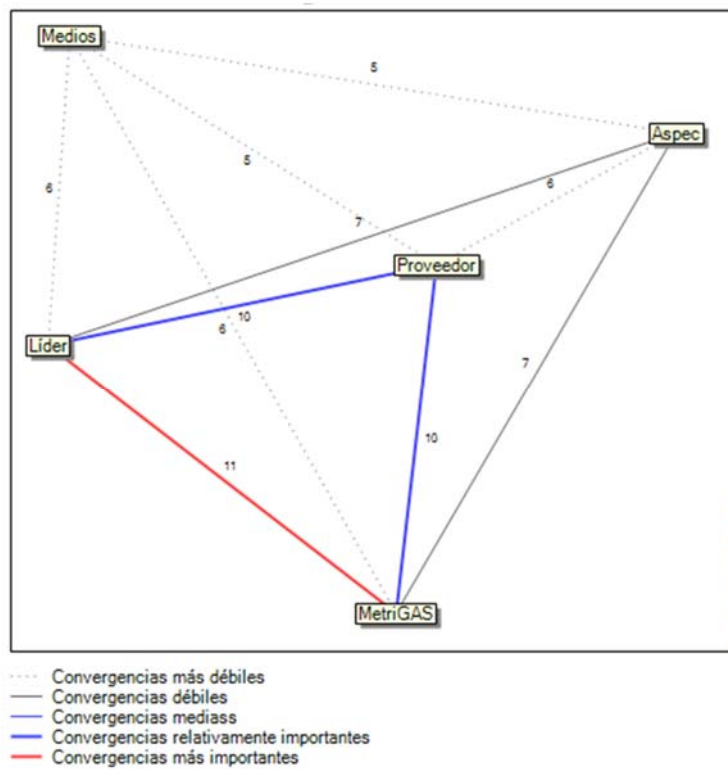 Medios
5
Aspec
5
6
6
7
Proveedor
10
6
Líder
7
10
11
MetriGAS
Convergencias más débiles
Convergencias débiles
Convergencias mediass
Convergencias relativamente importantes
Convergencias más importantes